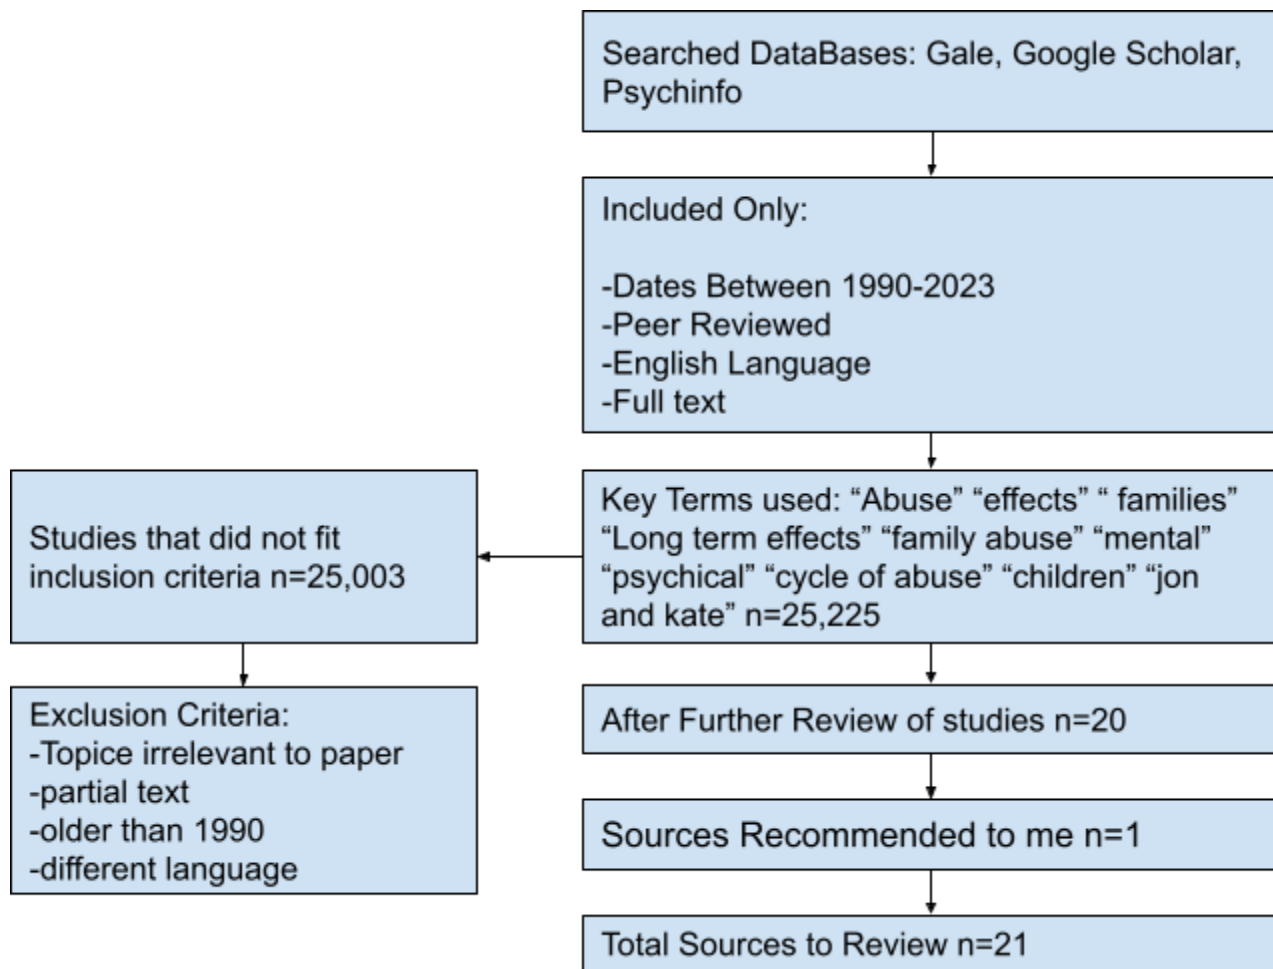 Searched DataBases: Gale, Google Scholar,
Psychinfo
Included Only:
-Dates Between 1990-2023
-Peer Reviewed
-English Language
-Full text
Key Terms used: “Abuse” “effects” “ families”
“Long term effects” “family abuse” “mental”
“psychical” “cycle of abuse” “children” “jon
and kate” n=25,225
Studies that did not fit
inclusion criteria n=25,003
Exclusion Criteria:
-Topice irrelevant to paper
-partial text
-older than 1990
-different language
After Further Review of studies n=20
Sources Recommended to me n=1
Total Sources to Review n=21